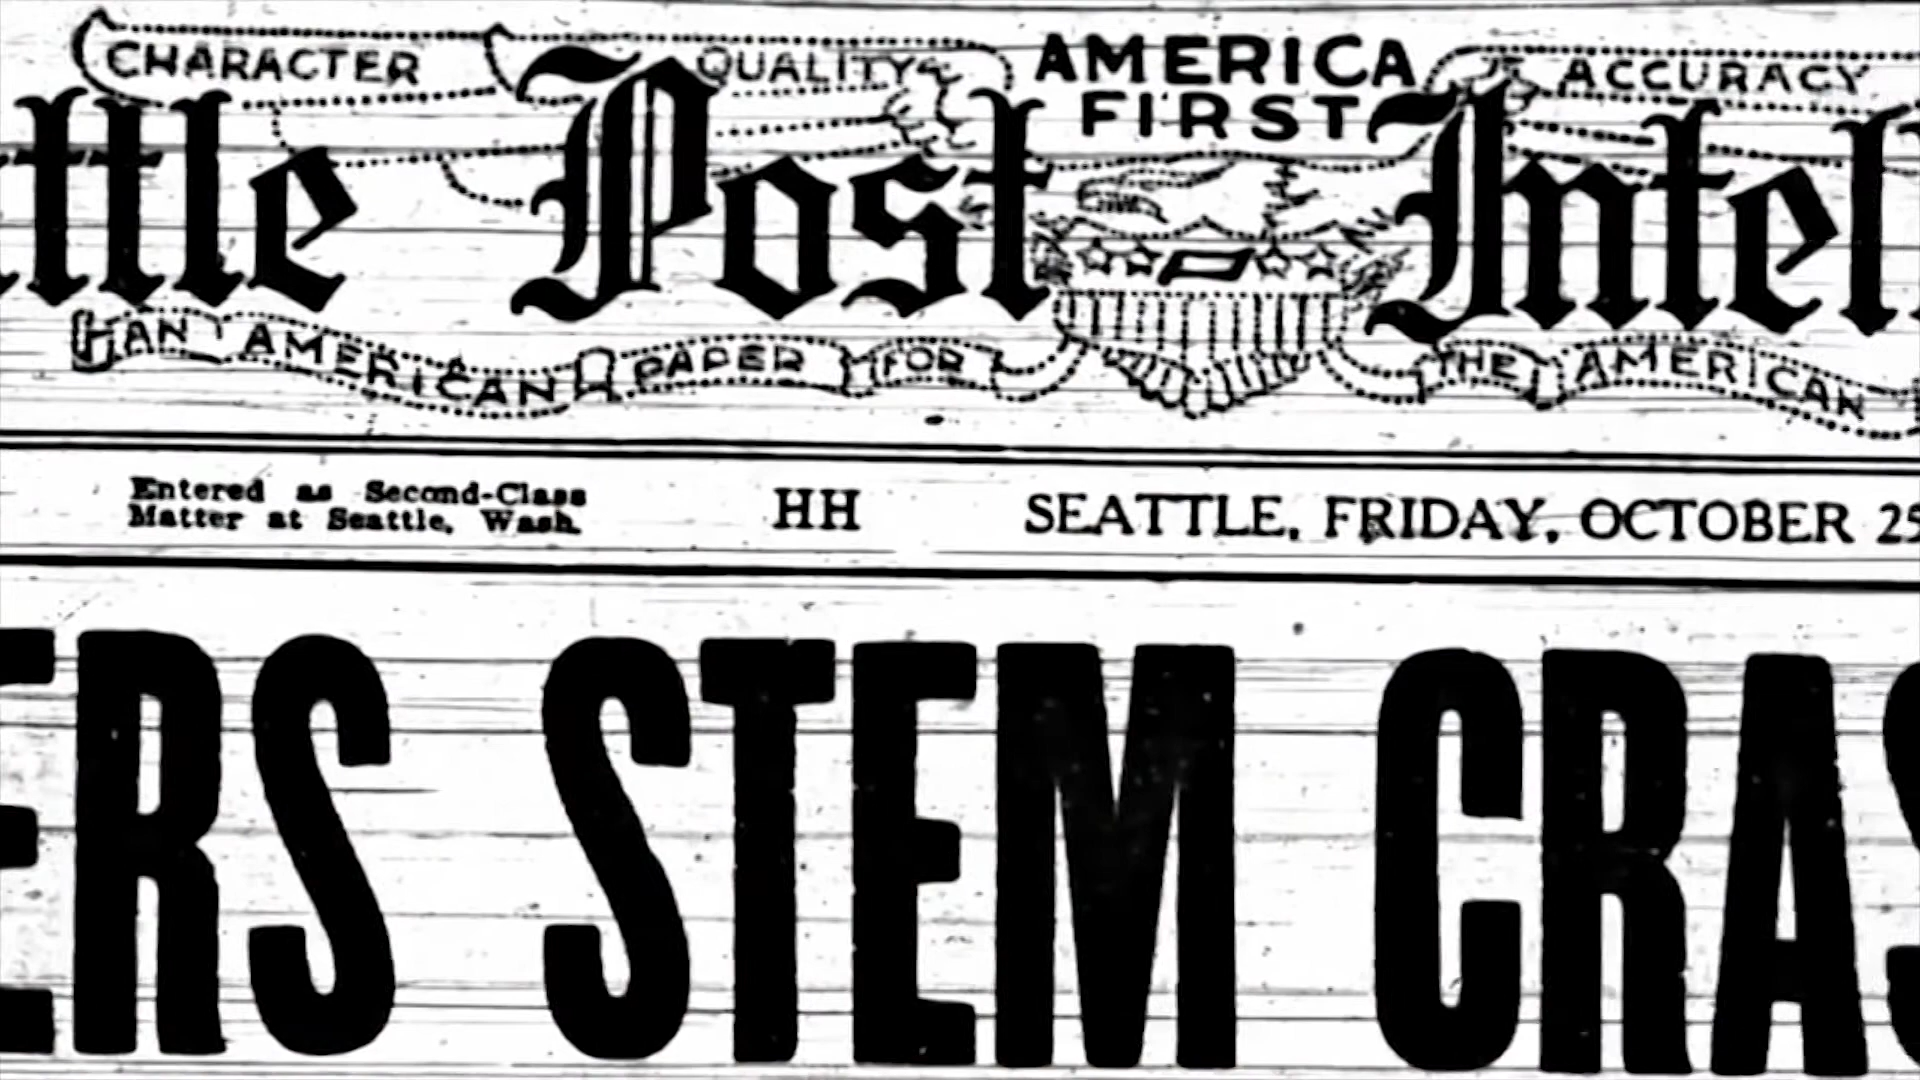 CHARACTER QUALITY AMERICA FIRST ACCURACY
ttle Post Intel
AN AMERICAN PAPER FOR THE AMERICAN
Entered as Second-Class
Matter at Seattle, Wash.
HH
SEATTLE, FRIDAY, OCTOBER 25
ERS STEM CRAS